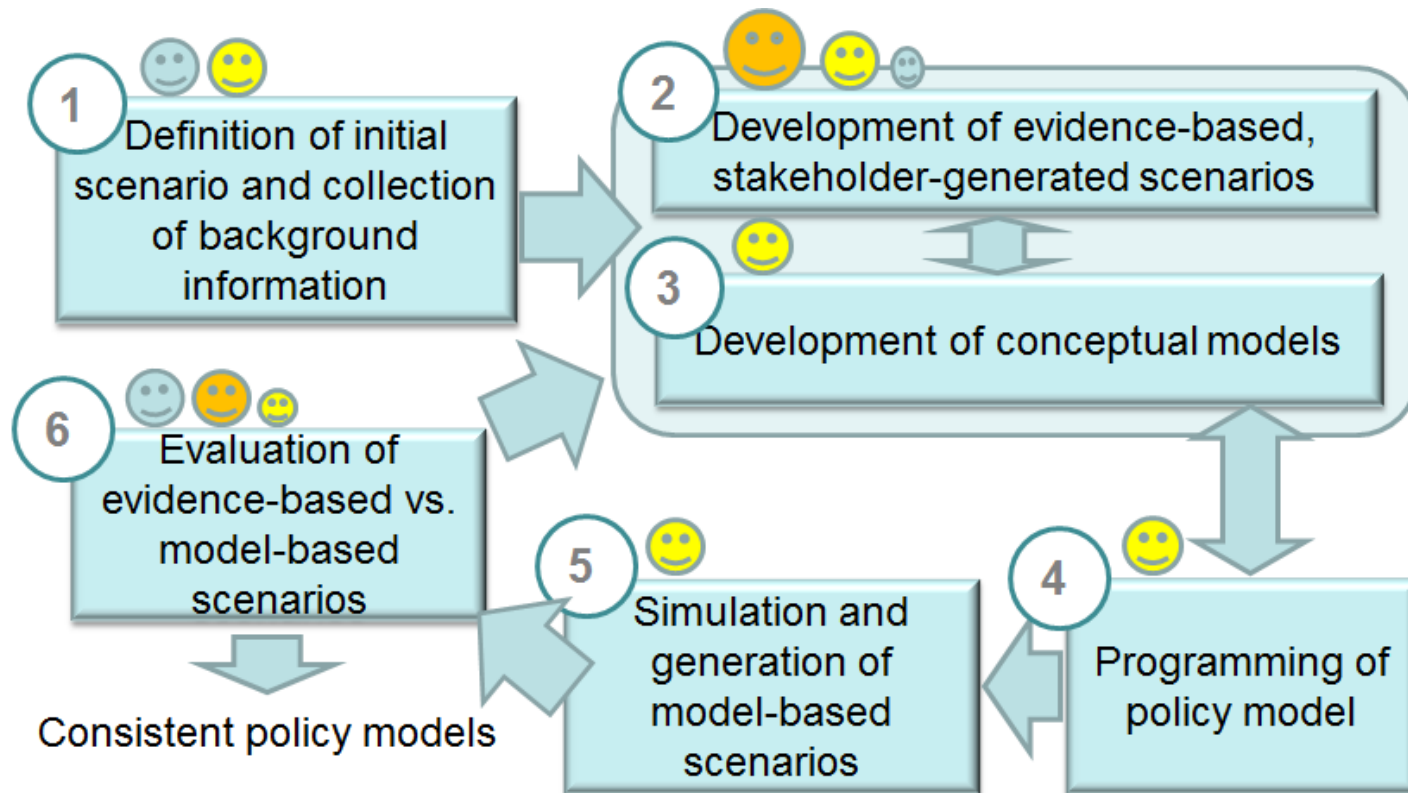 1
Definition of initial
scenario and collection
of background
information
2
Development of evidence-based,
stakeholder-generated scenarios
3
Development of conceptual models
4
Programming of
policy model
5
Simulation and
generation of
model-based
scenarios
6
Evaluation of
evidence-based vs.
model-based
scenarios
Consistent policy models